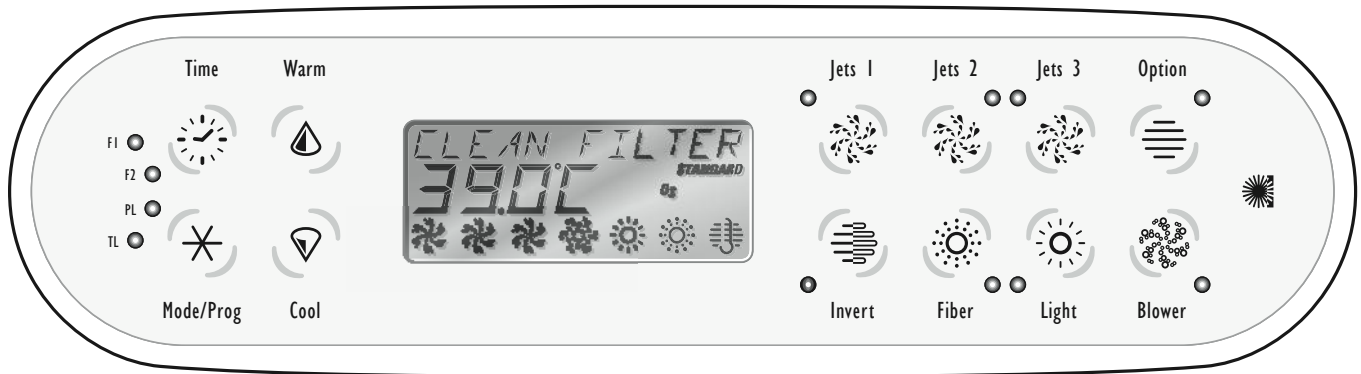 Time Warm
Jets 1 Jets 2 Jets 3 Option
F1
F2
PL
TL
CLEAN FILTER
STANDARD
39.0°C
O3
Mode/Prog Cool
Invert Fiber Light Blower